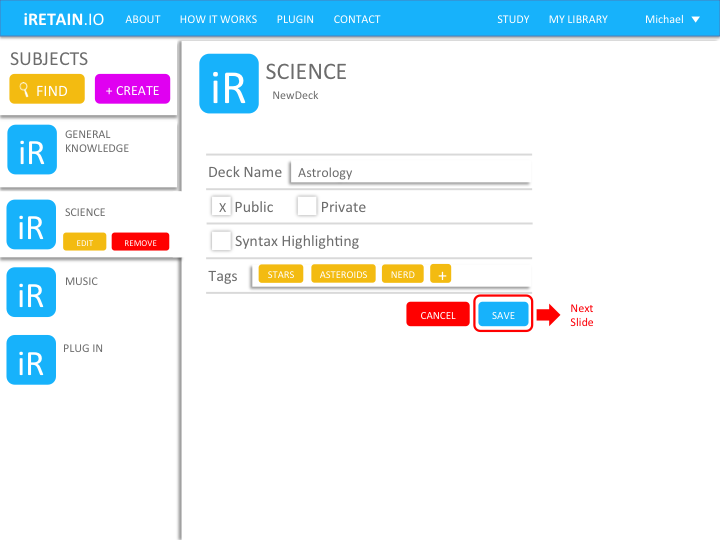 iRETAIN.IO ABOUT HOW IT WORKS PLUGIN CONTACT STUDY MY LIBRARY Michael
SUBJECTS
FIND + CREATE
iR GENERAL
KNOWLEDGE
iR SCIENCE
EDIT REMOVE
iR MUSIC
iR PLUG IN
iR SCIENCE
NewDeck
Deck Name Astrology
x Public Private
Syntax Highlighting
Tags STARS ASTEROIDS NERD +
CANCEL SAVE Next
Slide